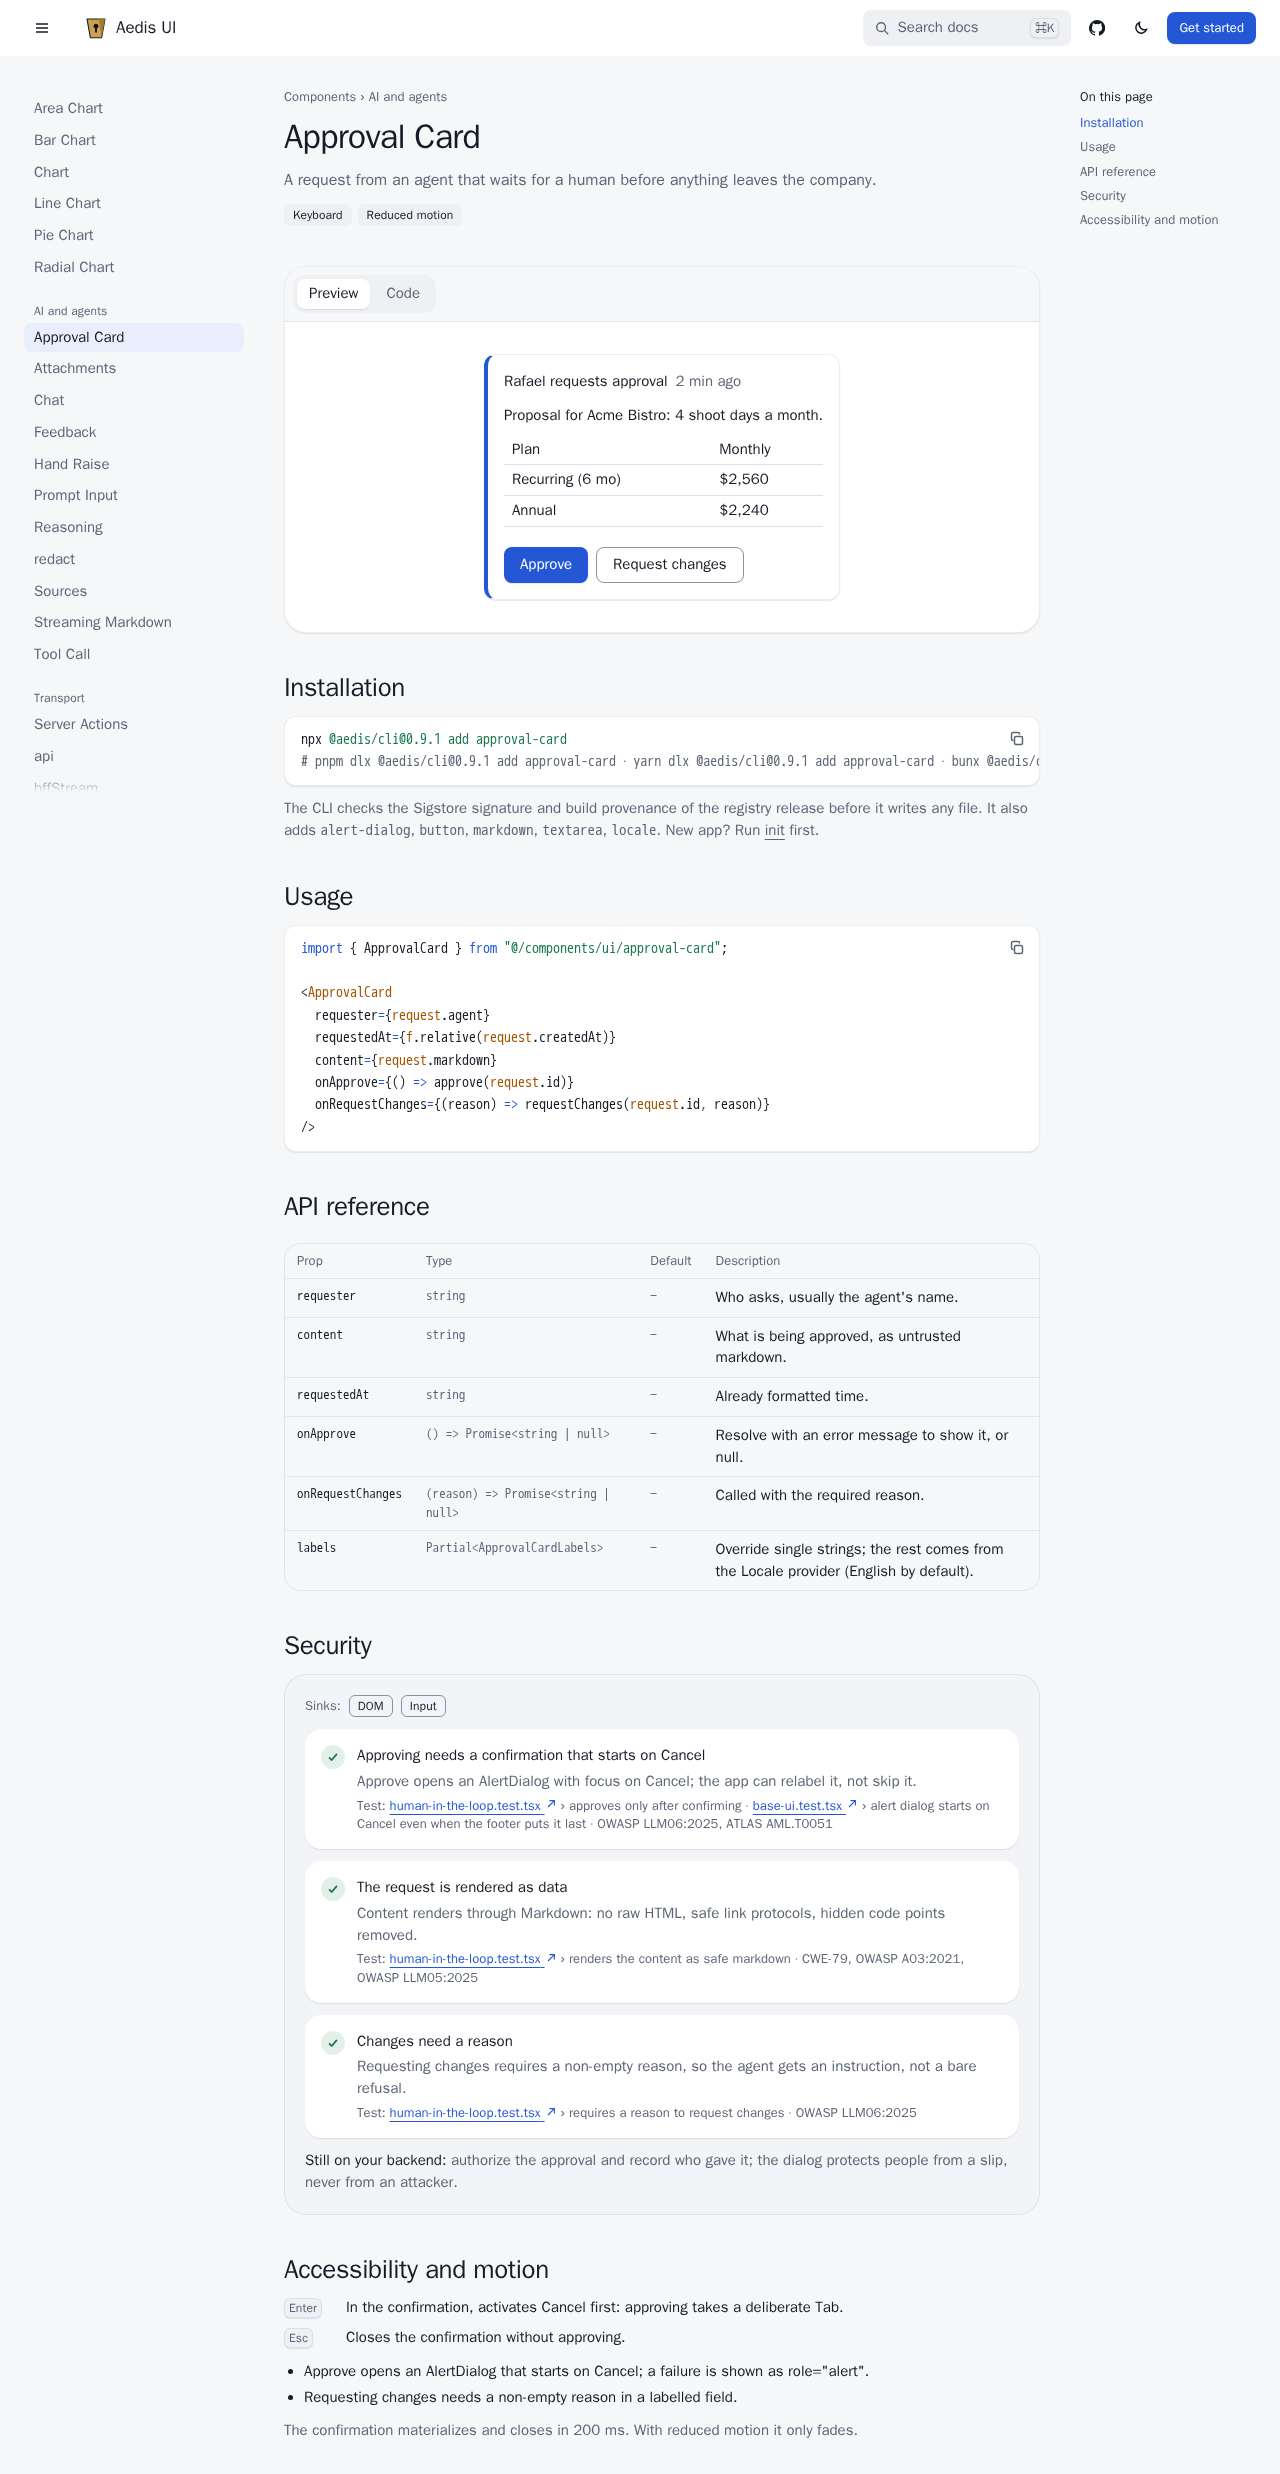 Aedis UI
Search docs
⌘K
Get started
Area Chart
Bar Chart
Chart
Line Chart
Pie Chart
Radial Chart
AI and agents
Approval Card
Attachments
Chat
Feedback
Hand Raise
Prompt Input
Reasoning
redact
Sources
Streaming Markdown
Tool Call
Transport
Server Actions
api
bffStream
Components › AI and agents
Approval Card
A request from an agent that waits for a human before anything leaves the company.
Keyboard
Reduced motion
Preview
Code
Rafael requests approval 2 min ago
Proposal for Acme Bistro: 4 shoot days a month.
Plan Monthly
Recurring (6 mo) $2,560
Annual $2,240
Approve
Request changes
Installation
npx @aedis/cli@0.9.1 add approval-card
# pnpm dlx @aedis/cli@0.9.1 add approval-card · yarn dlx @aedis/cli@0.9.1 add approval-card · bunx @aedis/c
The CLI checks the Sigstore signature and build provenance of the registry release before it writes any file. It also
adds alert-dialog, button, markdown, textarea, locale. New app? Run init first.
Usage
import { ApprovalCard } from "@/components/ui/approval-card";
<ApprovalCard
requester={request.agent}
requestedAt={f.relative(request.createdAt)}
content={request.markdown}
onApprove={() => approve(request.id)}
onRequestChanges={(reason) => requestChanges(request.id, reason)}
/>
API reference
Prop Type Default Description
requester string — Who asks, usually the agent's name.
content string — What is being approved, as untrusted
markdown.
requestedAt string — Already formatted time.
onApprove () => Promise<string | null> — Resolve with an error message to show it, or
null.
onRequestChanges (reason) => Promise<string | — Called with the required reason.
null>
labels Partial<ApprovalCardLabels> — Override single strings; the rest comes from
the Locale provider (English by default).
Security
Sinks: DOM Input
Approving needs a confirmation that starts on Cancel
Approve opens an AlertDialog with focus on Cancel; the app can relabel it, not skip it.
Test: human-in-the-loop.test.tsx ↗ › approves only after confirming · base-ui.test.tsx ↗ › alert dialog starts on
Cancel even when the footer puts it last · OWASP LLM06:2025, ATLAS AML.T0051
The request is rendered as data
Content renders through Markdown: no raw HTML, safe link protocols, hidden code points
removed.
Test: human-in-the-loop.test.tsx ↗ › renders the content as safe markdown · CWE-79, OWASP A03:2021,
OWASP LLM05:2025
Changes need a reason
Requesting changes requires a non-empty reason, so the agent gets an instruction, not a bare
refusal.
Test: human-in-the-loop.test.tsx ↗ › requires a reason to request changes · OWASP LLM06:2025
Still on your backend: authorize the approval and record who gave it; the dialog protects people from a slip,
never from an attacker.
Accessibility and motion
Enter In the confirmation, activates Cancel first: approving takes a deliberate Tab.
Esc Closes the confirmation without approving.
• Approve opens an AlertDialog that starts on Cancel; a failure is shown as role="alert".
• Requesting changes needs a non-empty reason in a labelled field.
The confirmation materializes and closes in 200 ms. With reduced motion it only fades.
On this page
Installation
Usage
API reference
Security
Accessibility and motion